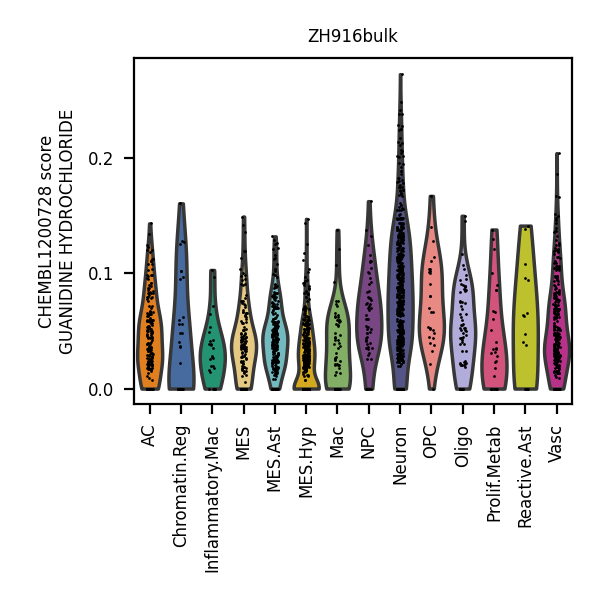 ZH916bulk
CHEMBL1200728 score
GUANIDINE HYDROCHLORIDE
0.2
0.1
0.0
AC
Chromatin.Reg
Inflammatory.Mac
MES
MES.Ast
MES.Hyp
Mac
NPC
Neuron
OPC
Oligo
Prolif.Metab
Reactive.Ast
Vasc